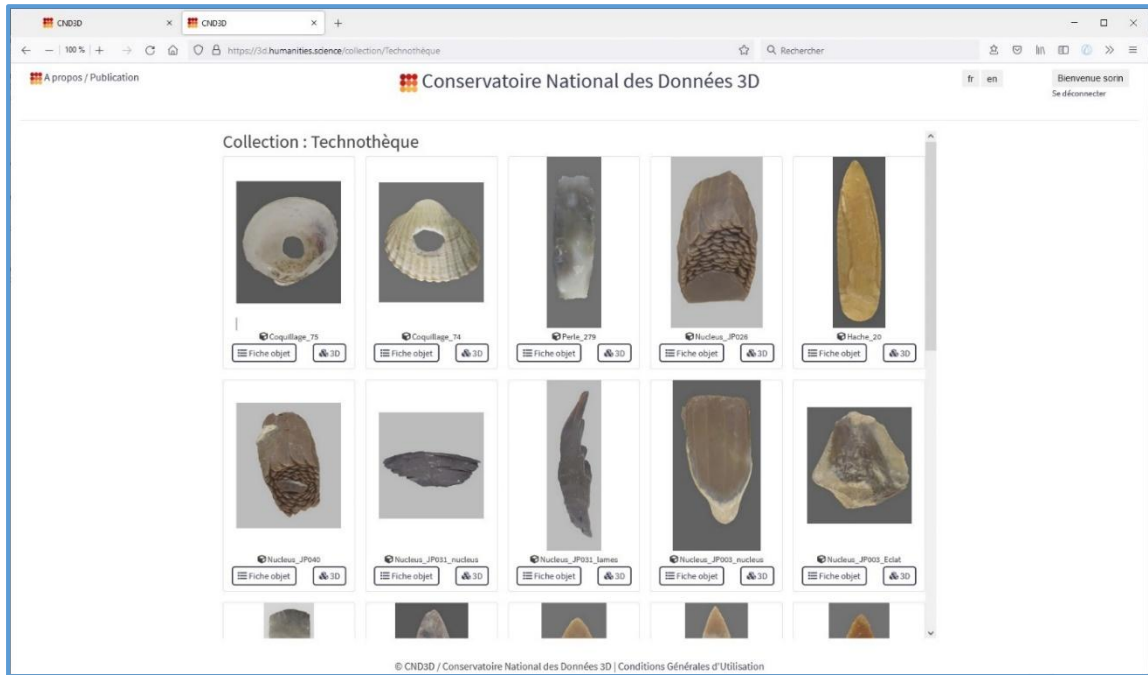 CND3D × CND3D × +
100 % https://3d.humanities.science/collection/Technothèque Rechercher
A propos / Publication Conservatoire National des Données 3D fr en Bienvenue sorin
Se déconnecter
Collection : Technothèque
Coquillage_75 Coquillage_74 Perle_279 Nucleus_JP026 Hache_20
Fiche objet 3D Fiche objet 3D Fiche objet 3D Fiche objet 3D Fiche objet 3D
Nucleus_JP040 Nucleus_JP031_nucleus Nucleus_JP031_lames Nucleus_JP003_nucleus Nucleus_JP003_Eclat
Fiche objet 3D Fiche objet 3D Fiche objet 3D Fiche objet 3D Fiche objet 3D
© CND3D / Conservatoire National des Données 3D | Conditions Générales d'Utilisation